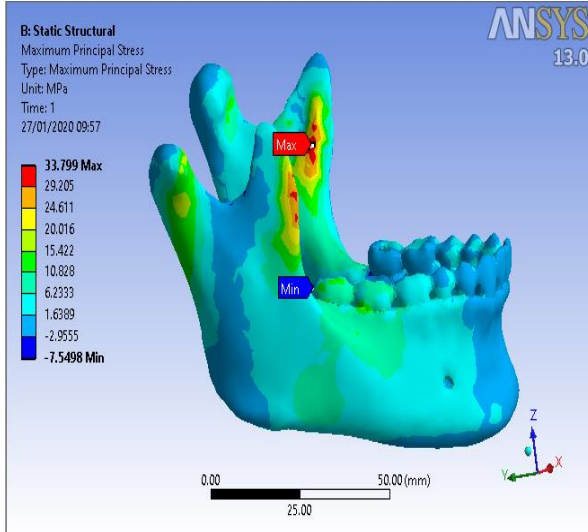 B: Static Structural
Maximum Principal Stress
Type: Maximum Principal Stress
Unit: MPa
Time: 1
27/01/2020 09:57
ANSYS
13.0
33.799 Max
29.205
24.611
20.016
15.422
10.828
6.2333
1.6389
-2.9555
-7.5498 Min
Max
Min
0.00
50.00 (mm)
25.00
Z
Y
X